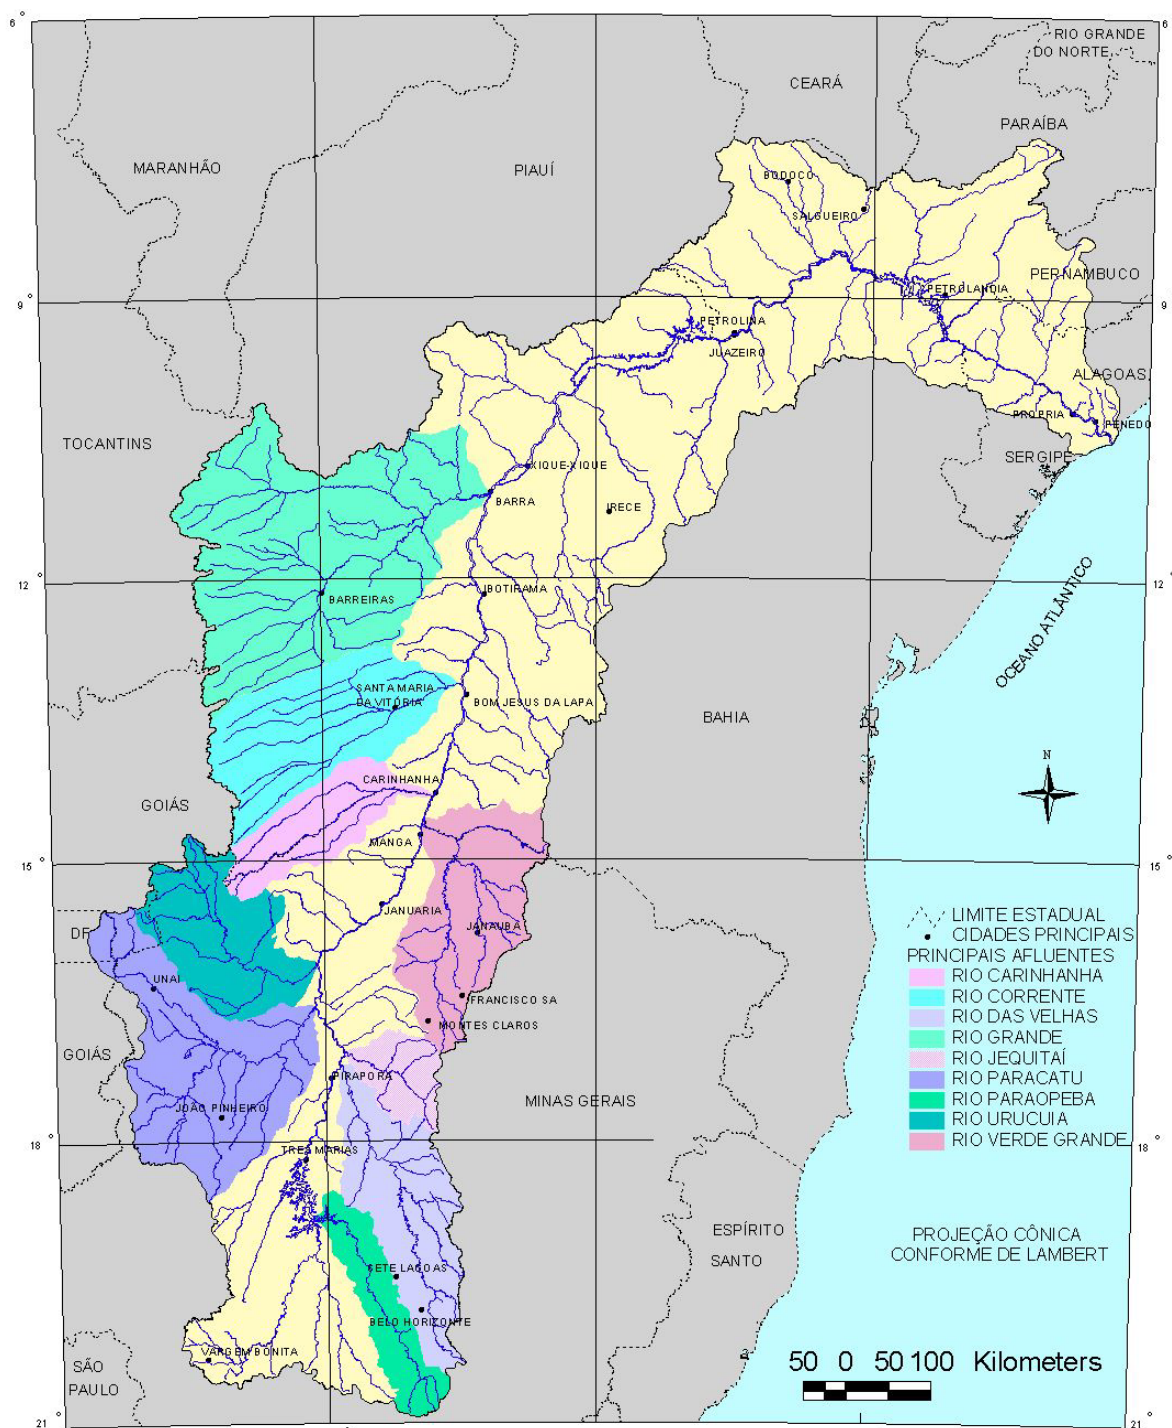 6°
6
RIO GRANDE
DO NORTE
CEARÁ
PARAÍBA
MARANHÃO
PIAUÍ
BODOCO
SALGUEIRO
PERNAMBUCO
9°
PETROLANDIA
9
PETROLINA
JUAZEIRO
ALAGOAS
PROPRIA
PENEDO
TOCANTINS
SERGIPE
XIQUE-XIQUE
BARRA
IRECE
12°
12°
IBOTIRAMA
BARREIRAS
OCEANO ATLÂNTICO
SANTA MARIA
DA VITÓRIA
BOM JESUS DA LAPA
BAHIA
N
CARINHANHA
GOIÁS
MANGA
15°
15°
JANUARIA
LIMITE ESTADUAL
JANAUBA
CIDADES PRINCIPAIS
DF
PRINCIPAIS AFLUENTES
RIO CARINHANHA
UNAI
RIO CORRENTE
FRANCISCO SA
RIO DAS VELHAS
MONTES CLAROS
RIO GRANDE
GOIÁS
RIO JEQUITAÍ
PIRAPORA
RIO PARACATU
MINAS GERAIS
RIO PARAOPEBA
JOÃO PINHEIRO
RIO URUCUIA
RIO VERDE GRANDE
18°
18°
TRES MARIAS
ESPÍRITO
SANTO
PROJEÇÃO CÔNICA
CONFORME DE LAMBERT
SETE LAGOAS
BELO HORIZONTE
VARGEM BONITA
SÃO
PAULO
50 0 50 100 Kilometers
21°
21°